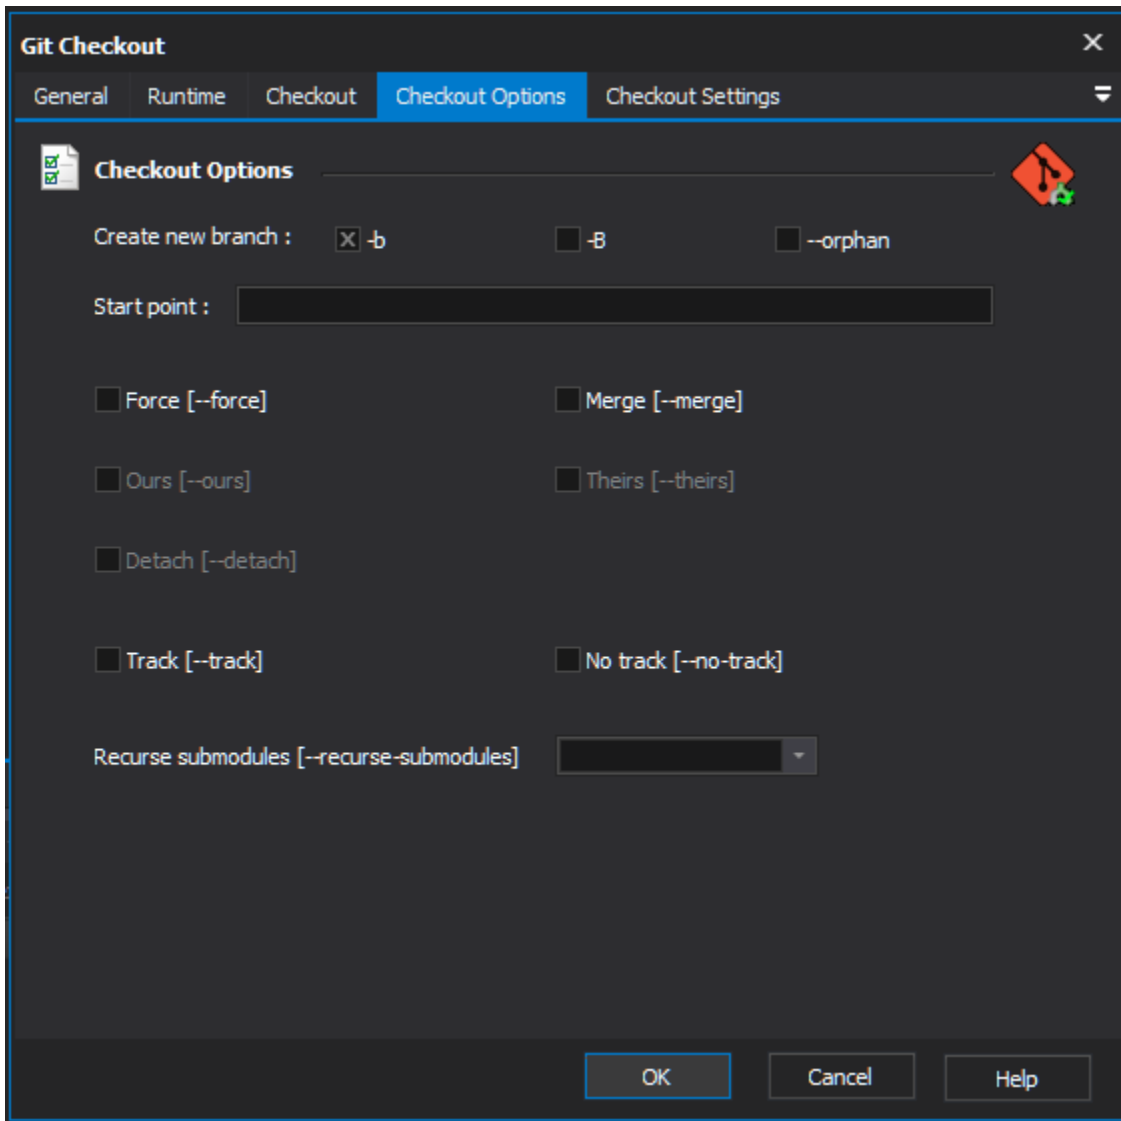 Git Checkout
General Runtime Checkout Checkout Options Checkout Settings
Checkout Options
Create new branch : -b -B --orphan
Start point :
Force [--force] Merge [--merge]
Ours [--ours] Theirs [--theirs]
Detach [--detach]
Track [--track] No track [--no-track]
Recurse submodules [--recurse-submodules]
OK Cancel Help